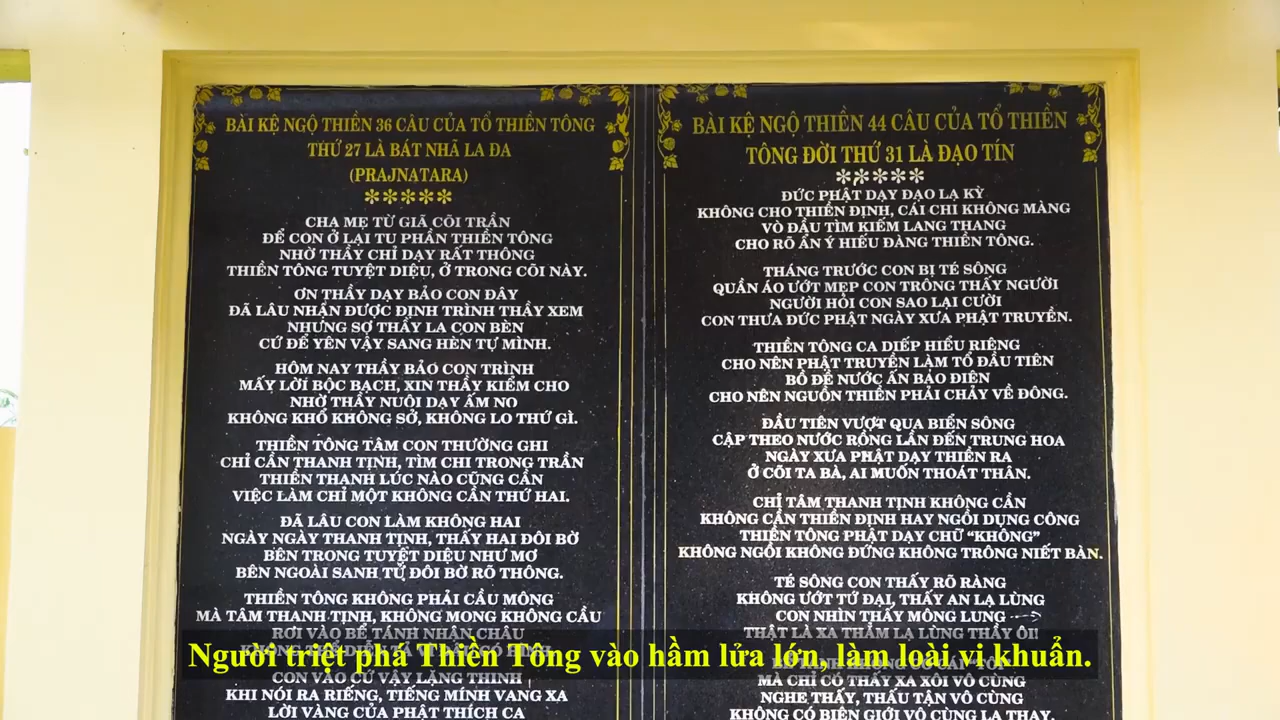 BÀI KỆ NGỘ THIỀN 36 CÂU CỦA TỔ THIỀN TÔNG
THỨ 27 LÀ BÁT NHÃ LA ĐA
(PRAJNATARA)
CHA MẸ TỪ GIÃ CÕI TRẦN
ĐỂ CON Ở LẠI TU PHẦN THIỀN TÔNG
NHỜ THẦY CHỈ DẠY RẤT THÔNG
THIỀN TÔNG TUYỆT DIỆU, Ở TRONG CÕI NÀY.
ƠN THẦY DẠY BẢO CON ĐÂY
ĐÃ LÂU NHẬN ĐƯỢC ĐỊNH TRÌNH THẦY XEM
NHƯNG SỢ THẦY LA CON BÈN
CỨ ĐỂ YÊN VẬY SANG HÈN TỰ MÌNH.
HÔM NAY THẦY BẢO CON TRÌNH
MẤY LỜI BỘC BẠCH, XIN THẦY KIỂM CHO
NHỜ THẦY NUÔI DẠY ẤM NO
KHÔNG KHỔ KHÔNG SỞ, KHÔNG LO THỨ GÌ.
THIỀN TÔNG TÂM CON THƯỜNG GHI
CHỈ CẦN THANH TỊNH, TÌM CHI TRONG TRẦN
THIỀN THANH LÚC NÀO CŨNG CẦN
VIỆC LÀM CHỈ MỘT KHÔNG CẦN THỨ HAI.
ĐÃ LÂU CON LÀM KHÔNG HAI
NGÀY NGÀY THANH TỊNH, THẤY HAI ĐÔI BỜ
BÊN TRONG TUYỆT DIỆU NHƯ MƠ
BÊN NGOÀI SANH TỬ ĐÔI BỜ RÕ THÔNG.
THIỀN TÔNG KHÔNG PHẢI CẦU MÔNG
MÀ TÂM THANH TỊNH, KHÔNG MONG KHÔNG CẦU
RƠI VÀO BỂ TÁNH NHẬN CHÂU
CON VÀO CỨ VẬY LẶNG THINH
KHI NÓI RA RIẾNG, TIẾNG MÍNH VANG XA
LỜI VÀNG CỦA PHẬT THÍCH CA
BÀI KỆ NGỘ THIỀN 44 CÂU CỦA TỔ THIỀN
TÔNG ĐỜI THỨ 31 LÀ ĐẠO TÍN
ĐỨC PHẬT DẠY ĐẠO LẠ KỲ
KHÔNG CHO THIỀN ĐỊNH, CÁI CHI KHÔNG MÀNG
VÒ ĐẦU TÌM KIẾM LANG THANG
CHO RÕ ẨN Ý HIỂU ĐÀNG THIỀN TÔNG.
THÁNG TRƯỚC CON BỊ TÉ SÔNG
QUẦN ÁO ƯỚT MẸP CON TRÔNG THẤY NGƯỜI
NGƯỜI HỎI CON SAO LẠI CƯỜI
CON THƯA ĐỨC PHẬT NGÀY XƯA PHẬT TRUYỀN.
THIỀN TÔNG CA DIẾP HIỂU RIÊNG
CHO NÊN PHẬT TRUYỀN LÀM TỔ ĐẦU TIÊN
BỒ ĐỀ NƯỚC ẤN BẢO ĐIỆN
CHO NÊN NGUỒN THIỀN PHẢI CHẢY VỀ ĐÔNG.
ĐẦU TIÊN VƯỢT QUA BIỂN SÔNG
CẬP THEO NƯỚC RỒNG LẦN ĐẾN TRUNG HOA
NGÀY XƯA PHẬT DẠY THIỀN RA
Ở CÕI TA BÀ, AI MUỐN THOÁT THÂN.
CHỈ TÂM THANH TỊNH KHÔNG CẦN
KHÔNG CẦN THIỀN ĐỊNH HAY NGỒI DỤNG CÔNG
THIỀN TÔNG PHẬT DẠY CHỮ “KHÔNG”
KHÔNG NGỒI KHÔNG ĐỨNG KHÔNG TRÔNG NIẾT BÀN.
TÉ SÔNG CON THẤY RÕ RÀNG
KHÔNG ƯỚT TỨ ĐẠI, THẤY AN LẠ LÙNG
CON NHÌN THẤY MÔNG LUNG
THẬT LÀ XA THẲM LẠ LÙNG THẦY ÔI!
MÀ CHỈ CÓ THẤY XA XÔI VÔ CÙNG
NGHE THẤY, THẤU TẬN VÔ CÙNG
KHÔNG CÓ BIÊN GIỚI VÔ CÙNG LẠ THAY.
Người triệt phá Thiền Tông vào hầm lửa lớn, làm loài vi khuẩn.